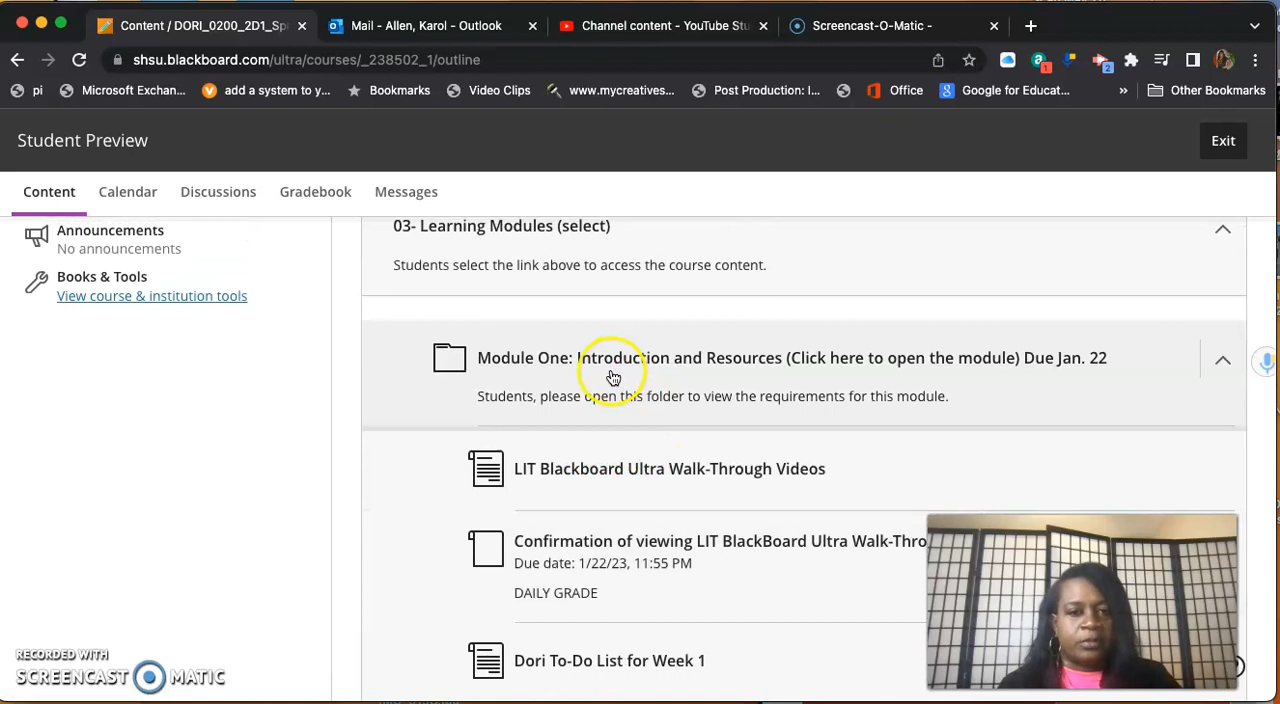 Content / DORI_0200_2D1_Sp
Mail - Allen, Karol - Outlook
Channel content - YouTube Stu
Screencast-O-Matic -
shsu.blackboard.com/ultra/courses/_238502_1/outline
1
2
pi
Microsoft Exchan...
add a system to y...
Bookmarks
Video Clips
www.mycreatives...
Post Production: I...
Office
Google for Educat...
»
Other Bookmarks
Student Preview
Exit
Content
Calendar
Discussions
Gradebook
Messages
Announcements
No announcements
Books & Tools
View course & institution tools
03- Learning Modules (select)
Students select the link above to access the course content.
Module One: Introduction and Resources (Click here to open the module) Due Jan. 22
Students, please open this folder to view the requirements for this module.
LIT Blackboard Ultra Walk-Through Videos
Confirmation of viewing LIT BlackBoard Ultra Walk-Thro
Due date: 1/22/23, 11:55 PM
DAILY GRADE
Dori To-Do List for Week 1
RECORDED WITH
SCREENCAST MATIC